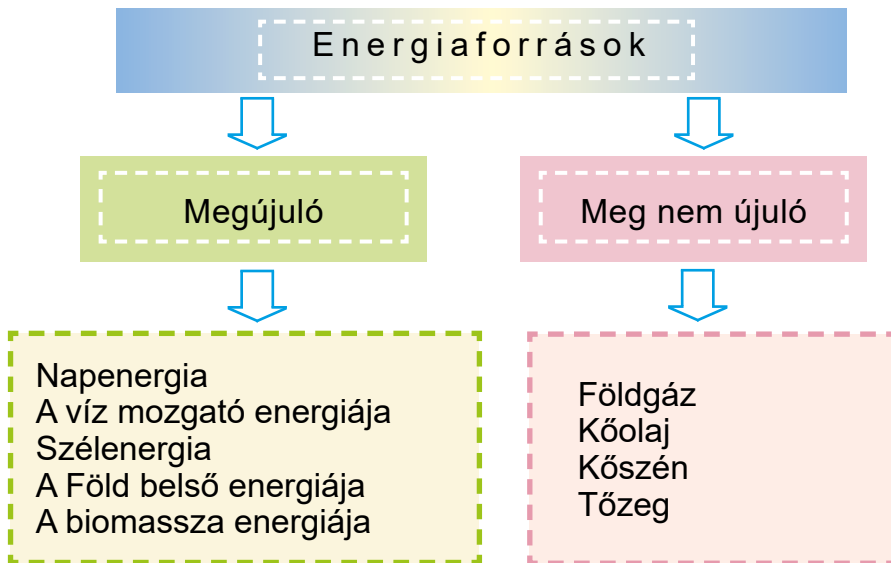 Energiaforrások
Megújuló
Meg nem újuló
Napenergia
A víz mozgató energiája
Szélenergia
A Föld belső energiája
A biomassza energiája
Földgáz
Kőolaj
Kőszén
Tőzeg